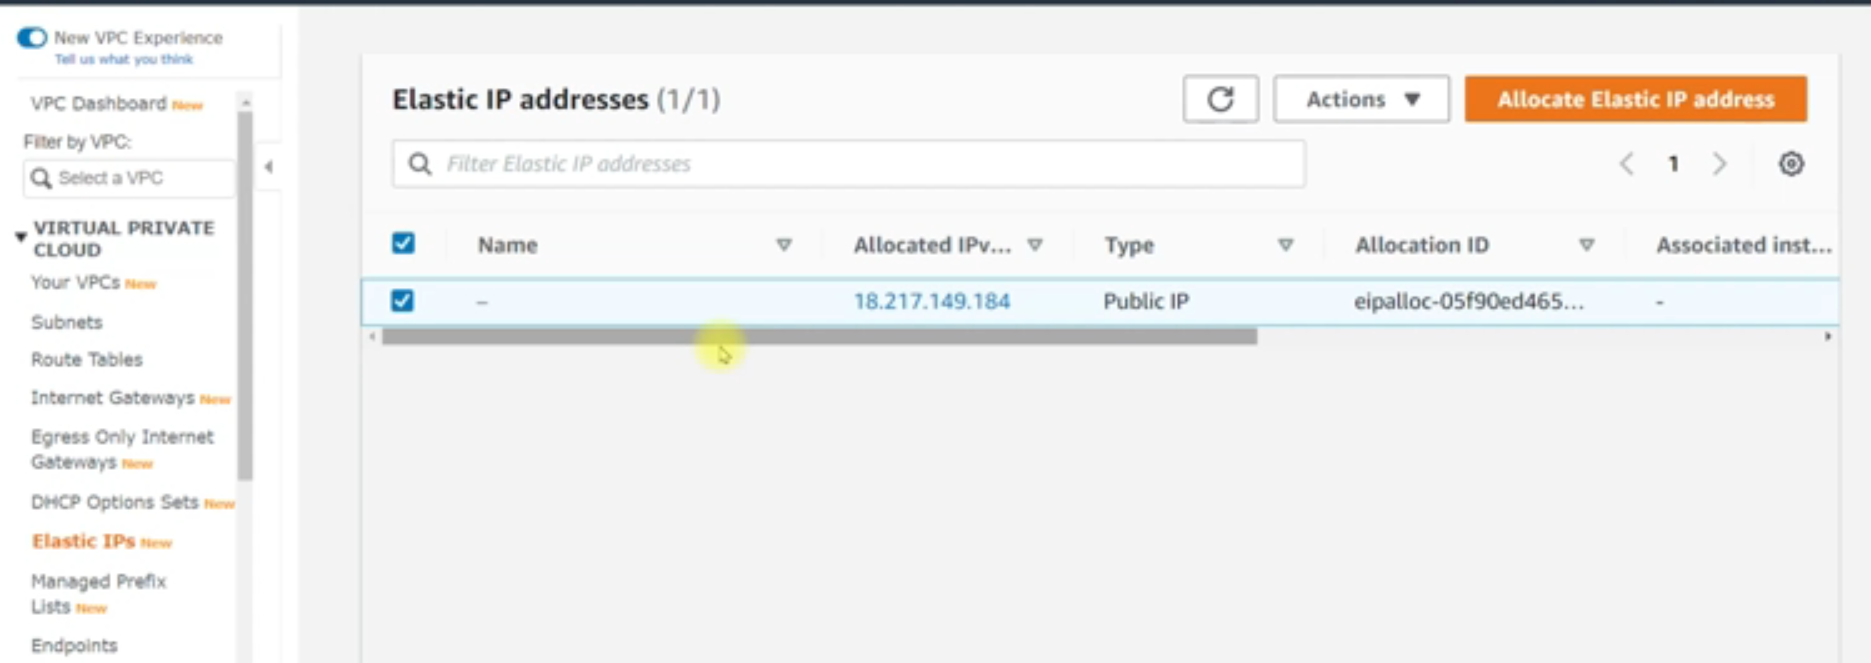 New VPC Experience
Tell us what you think
VPC Dashboard New
Filter by VPC:
Select a VPC
VIRTUAL PRIVATE
CLOUD
Your VPCs New
Subnets
Route Tables
Internet Gateways New
Egress Only Internet
Gateways New
DHCP Options Sets New
Elastic IPs New
Managed Prefix
Lists New
Endpoints
Elastic IP addresses (1/1)
Actions
Allocate Elastic IP address
Filter Elastic IP addresses
1
Name
Allocated IPv...
Type
Allocation ID
Associated inst...
–
18.217.149.184
Public IP
eipalloc-05f90ed465...
-